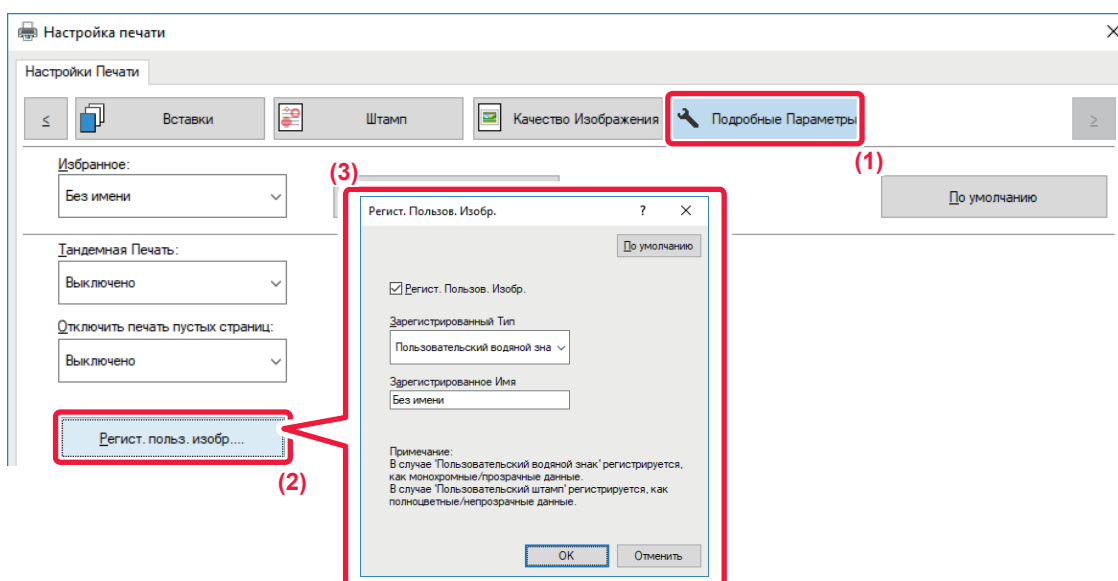 Настройка печати
Настройки Печати
≤
Вставки
Штамп
Качество Изображения
Подробные Параметры
≥
(1)
Избранное:
Без имени
По умолчанию
Тандемная Печать:
Выключено
Отключить печать пустых страниц:
Выключено
Регист. польз. изобр....
(2)
(3)
Регист. Пользов. Изобр.
?
По умолчанию
Регист. Пользов. Изобр.
Зарегистрированный Тип
Пользовательский водяной зна
Зарегистрированное Имя
Без имени
Примечание:
В случае 'Пользовательский водяной знак' регистрируется,
как монохромные/прозрачные данные.
В случае 'Пользовательский штамп' регистрируется, как
полноцветные/непрозрачные данные.
OK
Отменить